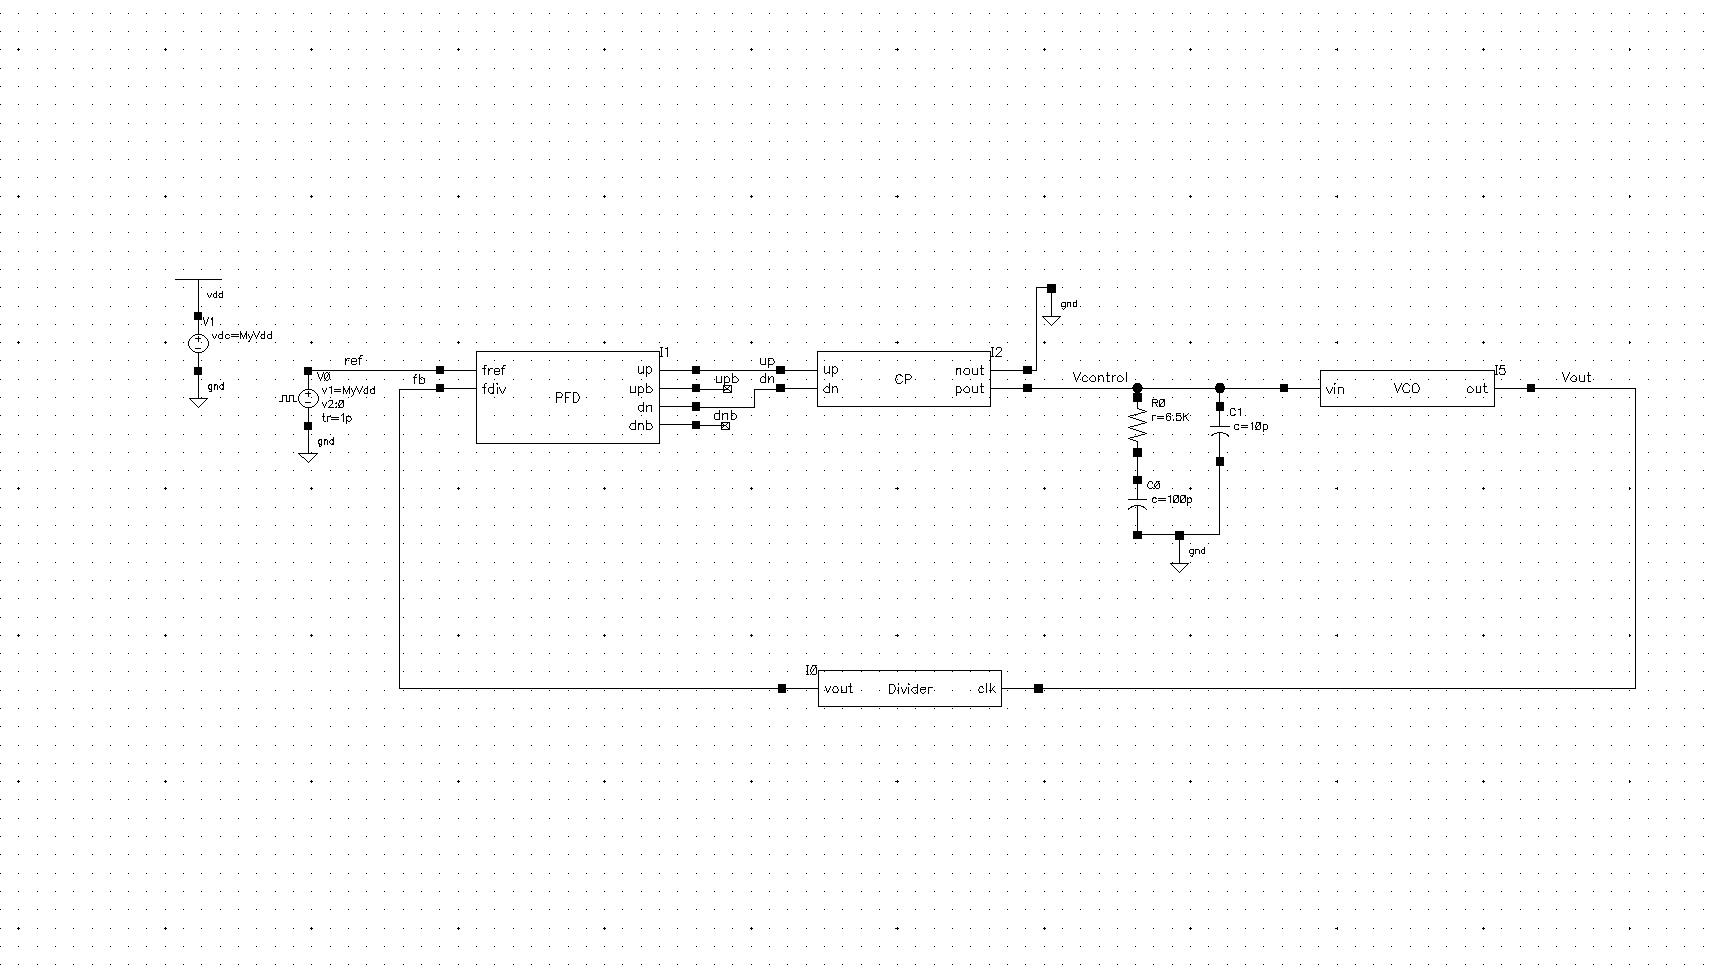 vdd
V1
vdc=MyVdd
gnd
ref
V0
v1=MyVdd
v2:0
tr=1p
gnd
fb
I1
fref
fdiv
PFD
up
upb
dn
dnb
upb
dnb
up
dn
I2
up
dn
CP
nout
pout
gnd
Vcontrol
R0
r=6.5K
C1
c=10p
C0
c=100p
gnd
I5
vin
VCO
out
Vout
I0
vout
Divider
clk